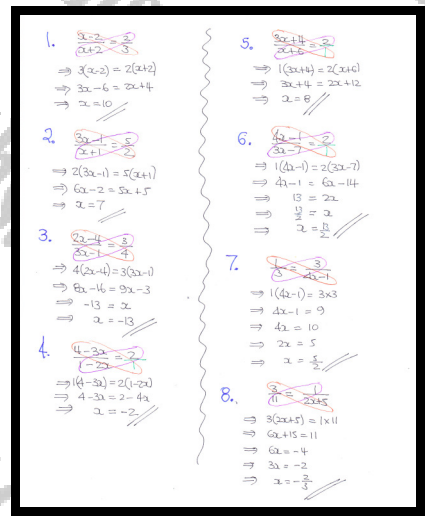 1. (x-2)/(x+2) = 2/3
⇒ 3(x-2) = 2(x+2)
⇒ 3x-6 = 2x+4
⇒ x=10
2. (3x-1)/(x+1) = 5/2
⇒ 2(3x-1) = 5(x+1)
⇒ 6x-2 = 5x+5
⇒ x=7
3. (2x-4)/(3x-1) = 3/4
⇒ 4(2x-4) = 3(3x-1)
⇒ 8x-16 = 9x-3
⇒ -13 = x
⇒ x = -13
4. (4-3x)/(1-2x) = 2/1
⇒ 1(4-3x) = 2(1-2x)
⇒ 4-3x = 2-4x
⇒ x = -2
5. (3x+4)/(x+6) = 2/1
⇒ 1(3x+4) = 2(x+6)
⇒ 3x+4 = 2x+12
⇒ x = 8
6. (4x-1)/(3x-7) = 2/1
⇒ 1(4x-1) = 2(3x-7)
⇒ 4x-1 = 6x-14
⇒ 13 = 2x
⇒ 13/2 = x
⇒ x = 13/2
7. 1/3 = 3/(4x-1)
⇒ 1(4x-1) = 3×3
⇒ 4x-1 = 9
⇒ 4x = 10
⇒ 2x = 5
⇒ x = 5/2
8. 3/11 = 1/(2x+5)
⇒ 3(2x+5) = 1×11
⇒ 6x+15 = 11
⇒ 6x = -4
⇒ 3x = -2
⇒ x = -2/3